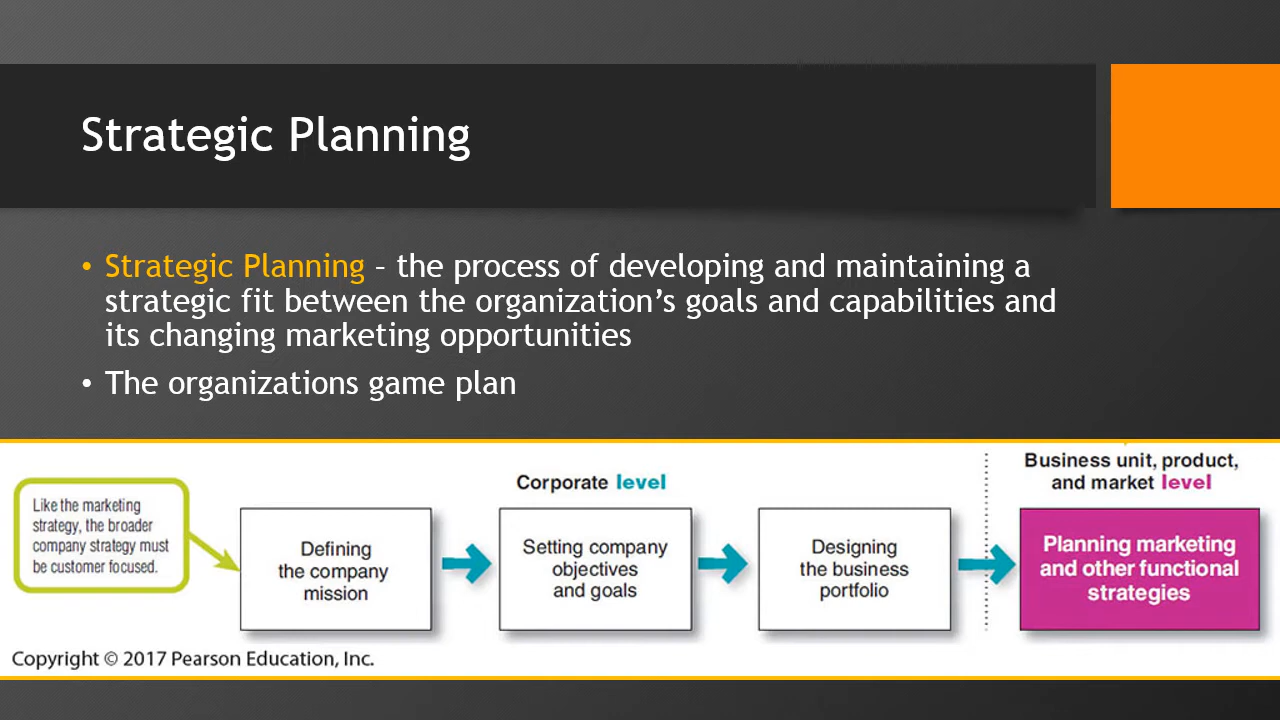 Strategic Planning
• Strategic Planning – the process of developing and maintaining a
strategic fit between the organization’s goals and capabilities and
its changing marketing opportunities
• The organizations game plan
Business unit, product,
and market level
Corporate level
Like the marketing
strategy, the broader
company strategy must
be customer focused.
Defining
the company
mission
Setting company
objectives
and goals
Designing
the business
portfolio
Planning marketing
and other functional
strategies
Copyright © 2017 Pearson Education, Inc.